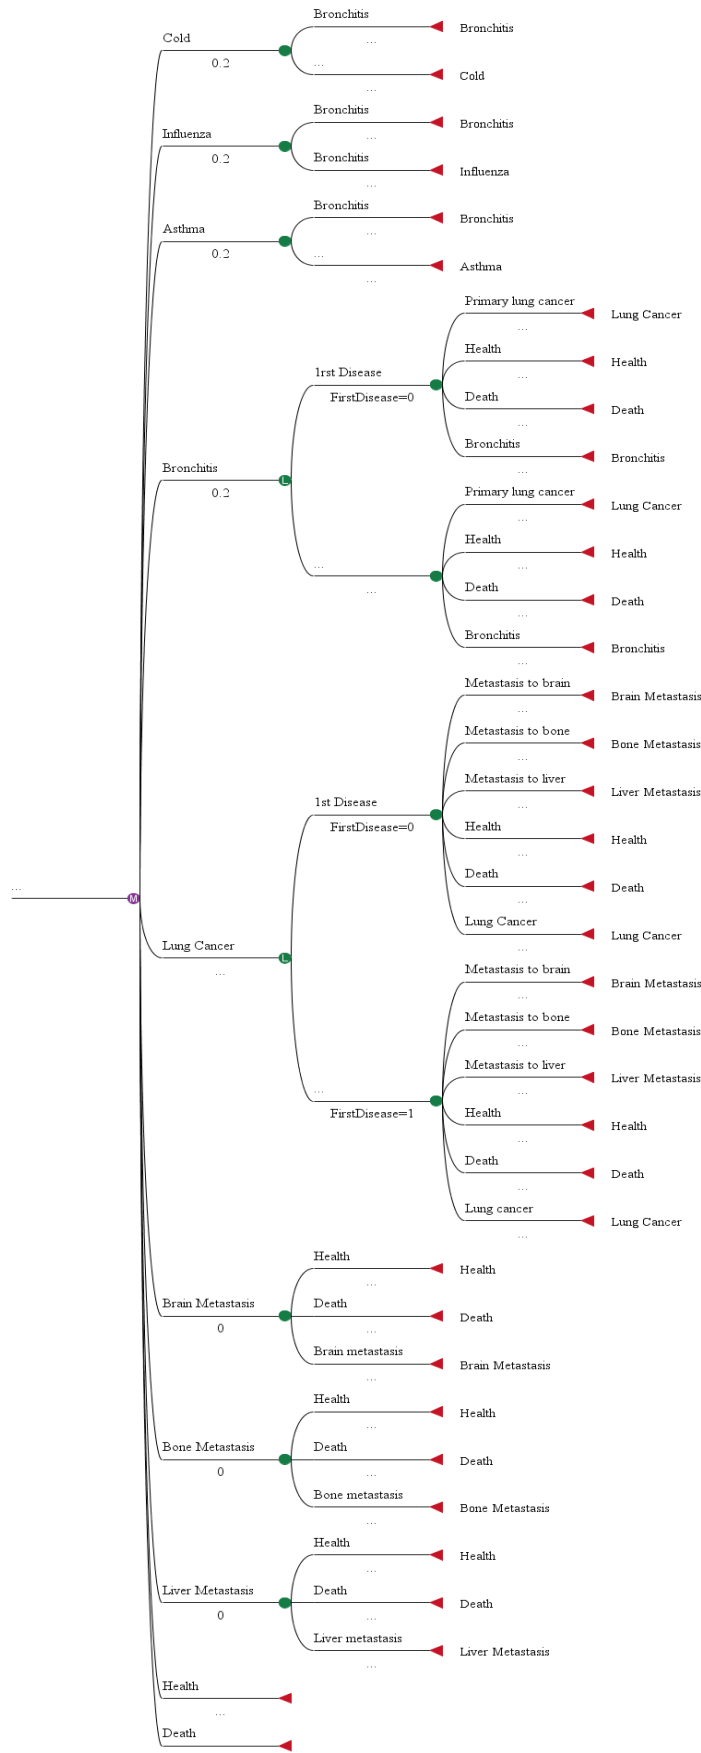 Bronchitis
...
Bronchitis
Cold
0.2
...
...
Cold
Bronchitis
...
Bronchitis
Influenza
0.2
Bronchitis
...
Influenza
Bronchitis
...
Bronchitis
Asthma
0.2
...
...
Asthma
Primary lung cancer
...
Lung Cancer
Health
...
Health
1rst Disease
FirstDisease=0
Death
...
Death
Bronchitis
...
Bronchitis
Bronchitis
0.2
L
Primary lung cancer
...
Lung Cancer
Health
...
Health
...
...
Death
...
Death
Bronchitis
...
Bronchitis
Metastasis to brain
...
Brain Metastasis
Metastasis to bone
...
Bone Metastasis
Metastasis to liver
...
Liver Metastasis
1st Disease
FirstDisease=0
Health
...
Health
Death
...
Death
...
M
Lung Cancer
...
Lung Cancer
Lung Cancer
...
L
Metastasis to brain
...
Brain Metastasis
Metastasis to bone
...
Bone Metastasis
Metastasis to liver
...
Liver Metastasis
...
FirstDisease=1
Health
...
Health
Death
...
Death
Lung cancer
...
Lung Cancer
Health
...
Health
Brain Metastasis
0
Death
...
Death
Brain metastasis
...
Brain Metastasis
Health
...
Health
Bone Metastasis
0
Death
...
Death
Bone metastasis
...
Bone Metastasis
Health
...
Health
Liver Metastasis
0
Death
...
Death
Liver metastasis
...
Liver Metastasis
Health
...
Death